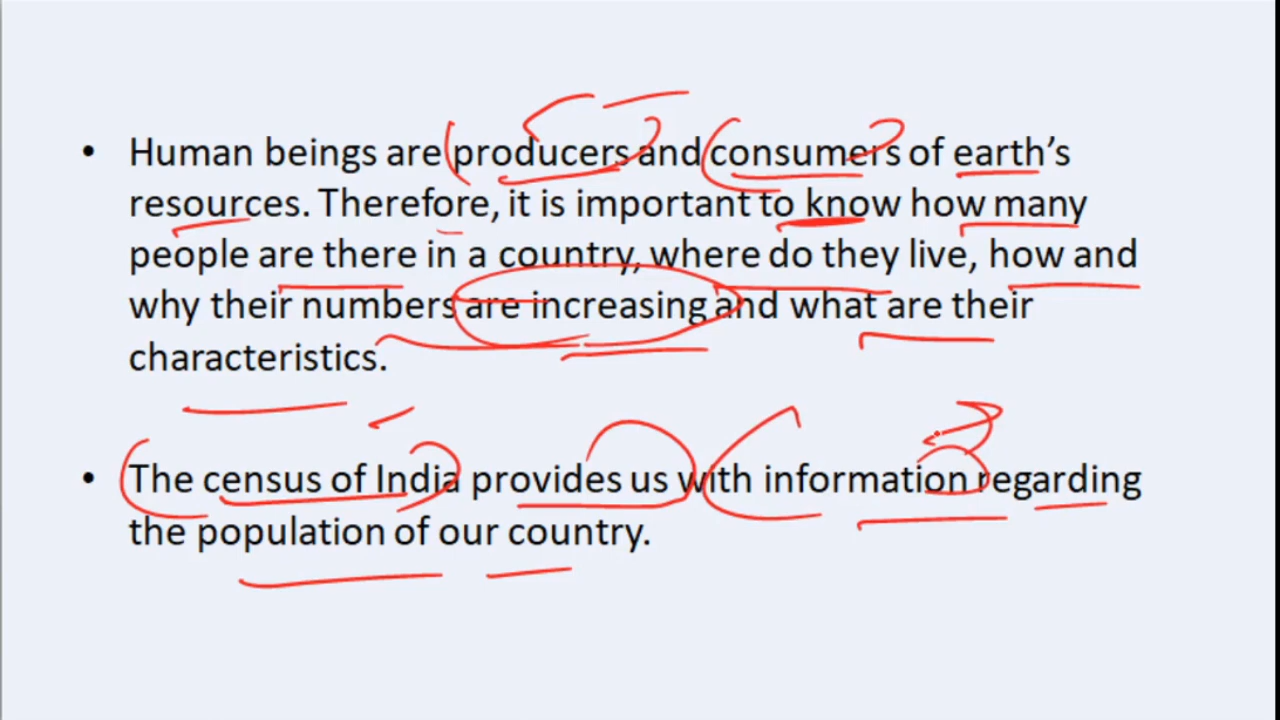 • Human beings are producers and consumers of earth's
resources. Therefore, it is important to know how many
people are there in a country, where do they live, how and
why their numbers are increasing and what are their
characteristics.
• The census of India provides us with information regarding
the population of our country.